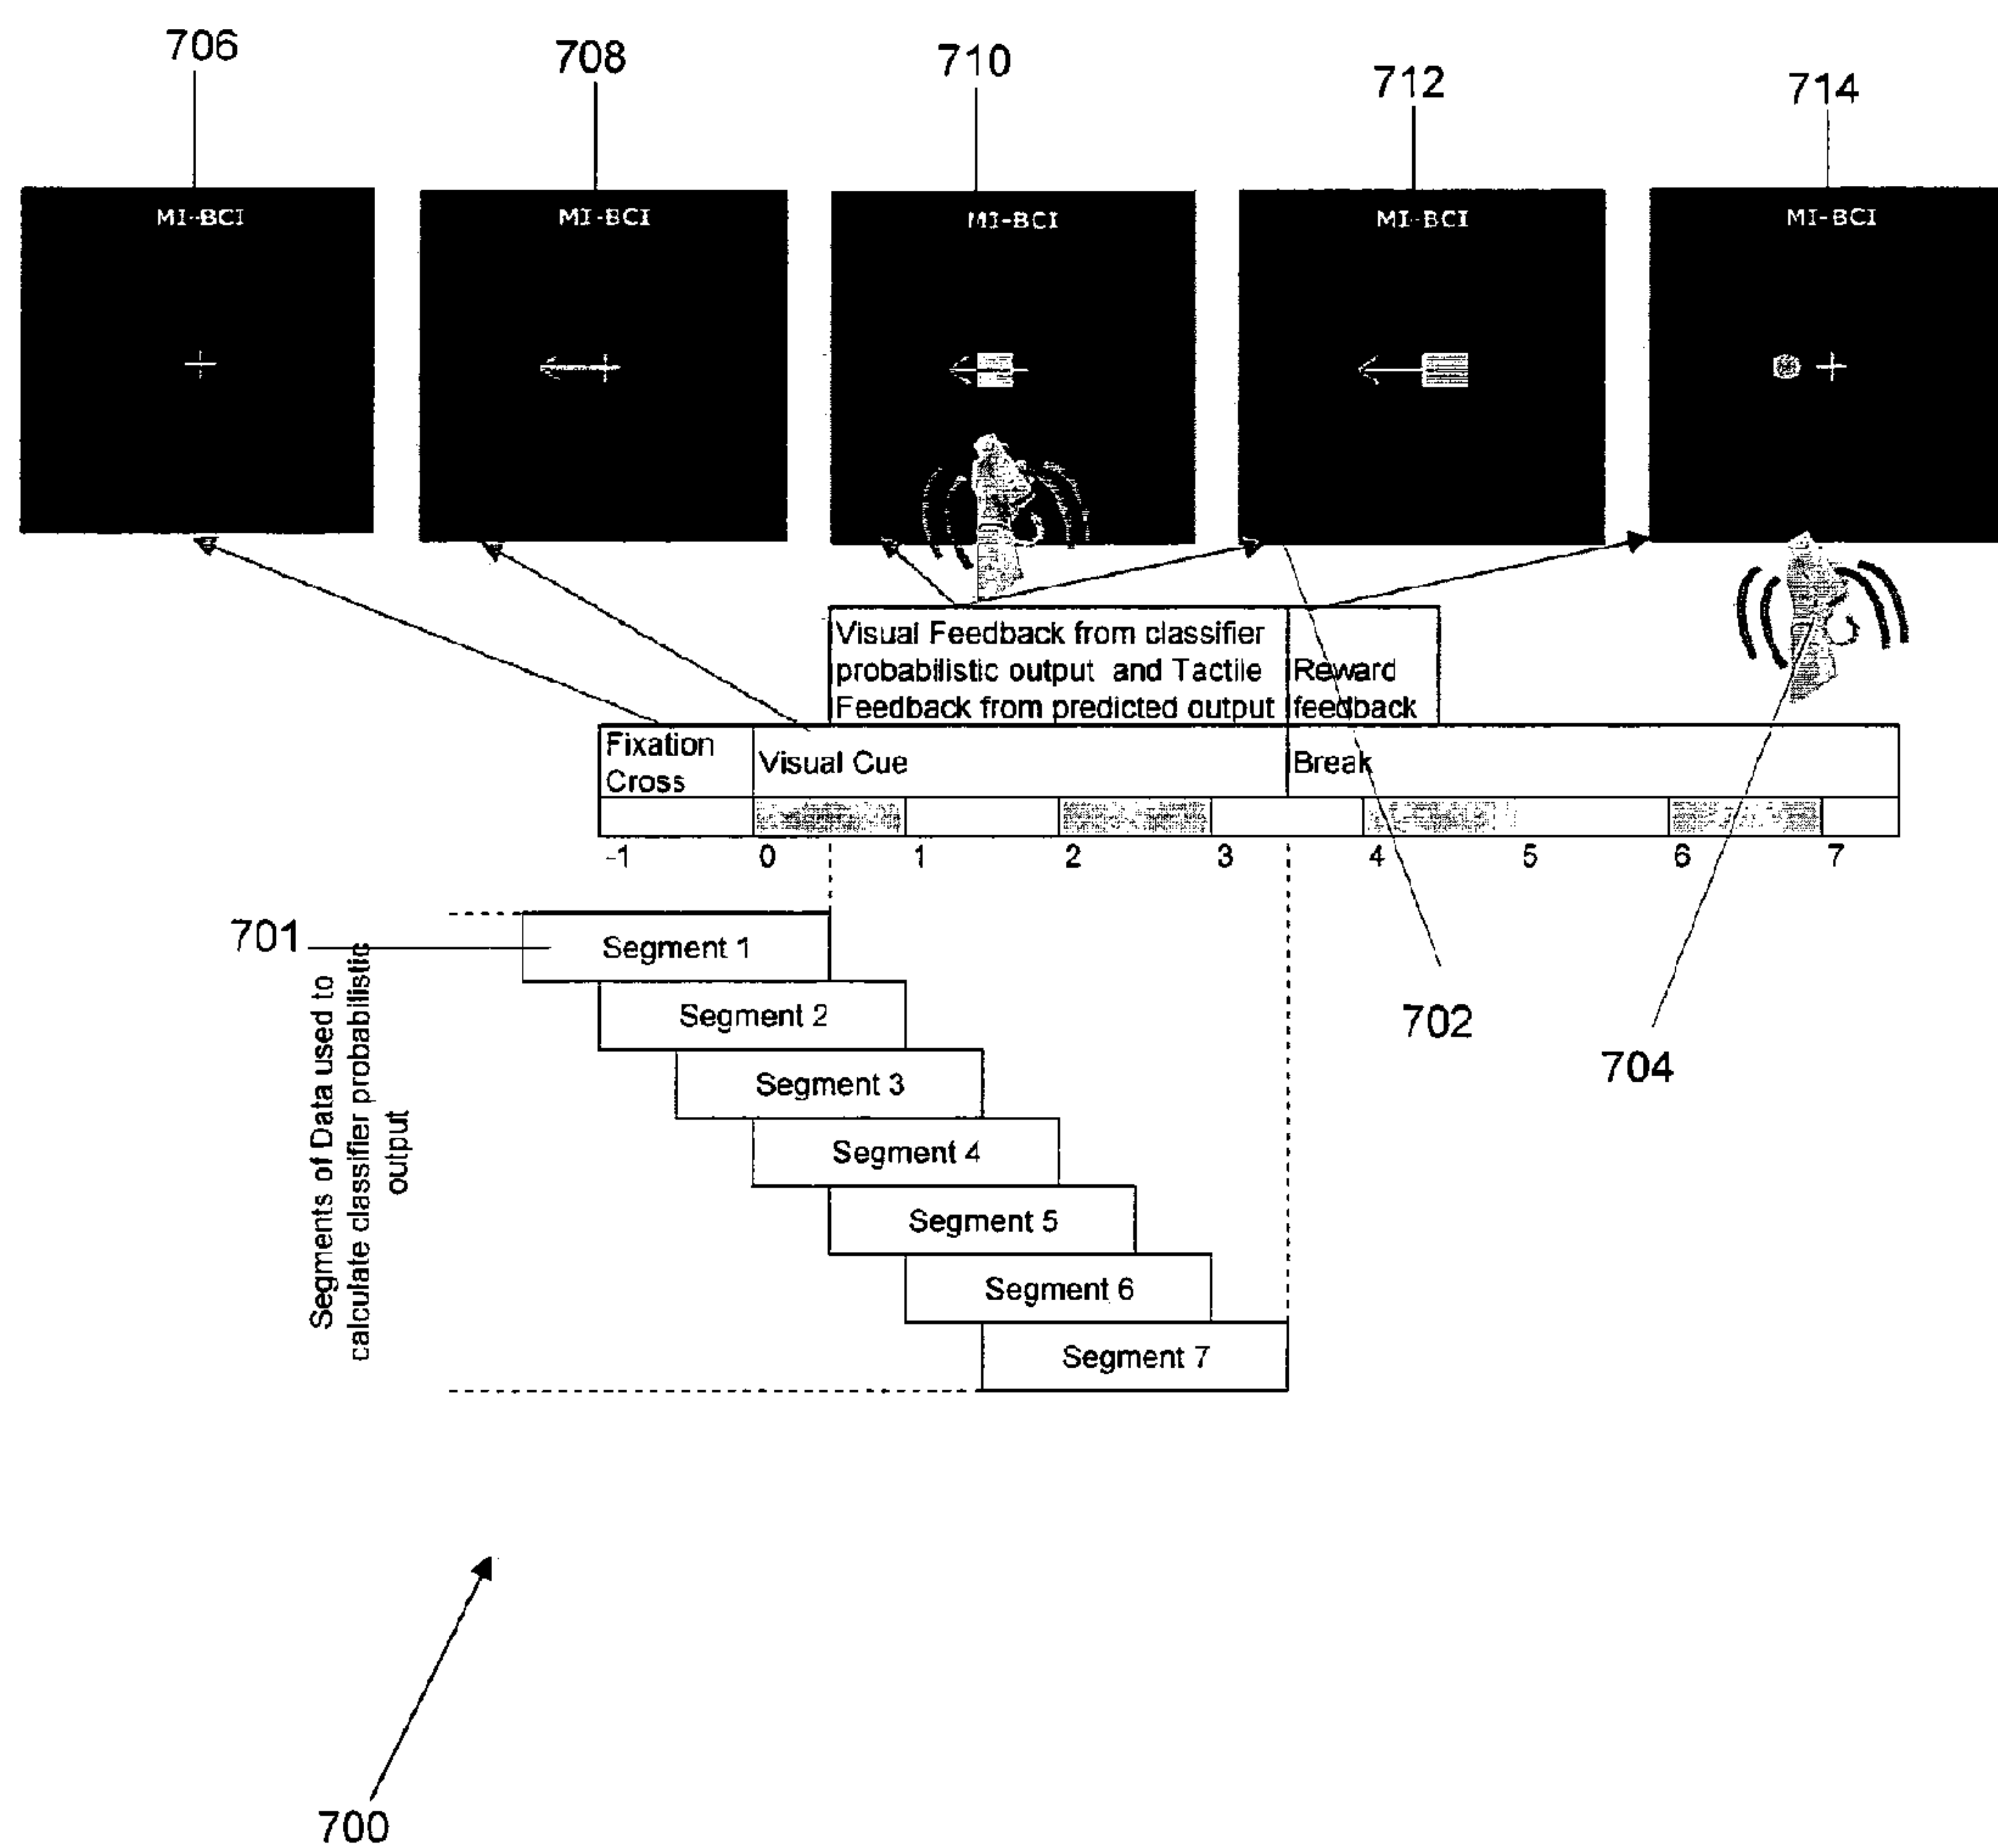 706
708
710
712
714
MI-BCI
MI-BCI
MI-BCI
MI-BCI
MI-BCI
Visual Feedback from classifier
probabilistic output and Tactile
Feedback from predicted output
Reward
feedback
Fixation
Cross
Visual Cue
Break
-1 0 1 2 3 4 5 6 7
701
Segments of Data used to
calculate classifier probabilistic
output
Segment 1
Segment 2
Segment 3
Segment 4
Segment 5
Segment 6
Segment 7
702
704
700